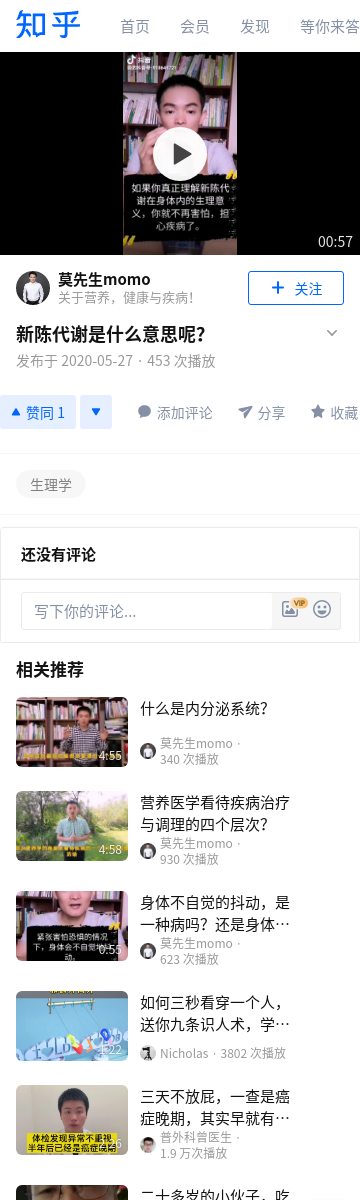 知乎
首页 会员 发现 等你来答
抖音
如果你真正理解新陈代
谢在身体内的生理意
义，你就不再害怕，担
心疾病了。
00:57
莫先生momo
关于营养，健康与疾病！
+ 关注
新陈代谢是什么意思呢？
发布于 2020-05-27 · 453 次播放
赞同 1 添加评论 分享 收藏
生理学
还没有评论
写下你的评论...
VIP
相关推荐
4:55
什么是内分泌系统？
莫先生momo ·
340 次播放
4:58
营养医学看待疾病治疗
与调理的四个层次？
莫先生momo ·
930 次播放
紧张害怕恐惧的情况
下，身体会不自觉地抖
动。
0:55
身体不自觉的抖动，是
一种病吗？还是身体…
莫先生momo ·
623 次播放
如何三秒看穿一个人，
送你九条识人术，学…
Nicholas · 3802 次播放
体检发现异常不重视
半年后已经是癌症晚期
三天不放屁，一查是癌
症晚期，其实早就有…
普外科曾医生 ·
1.9 万次播放
二十多岁的小伙子，吃